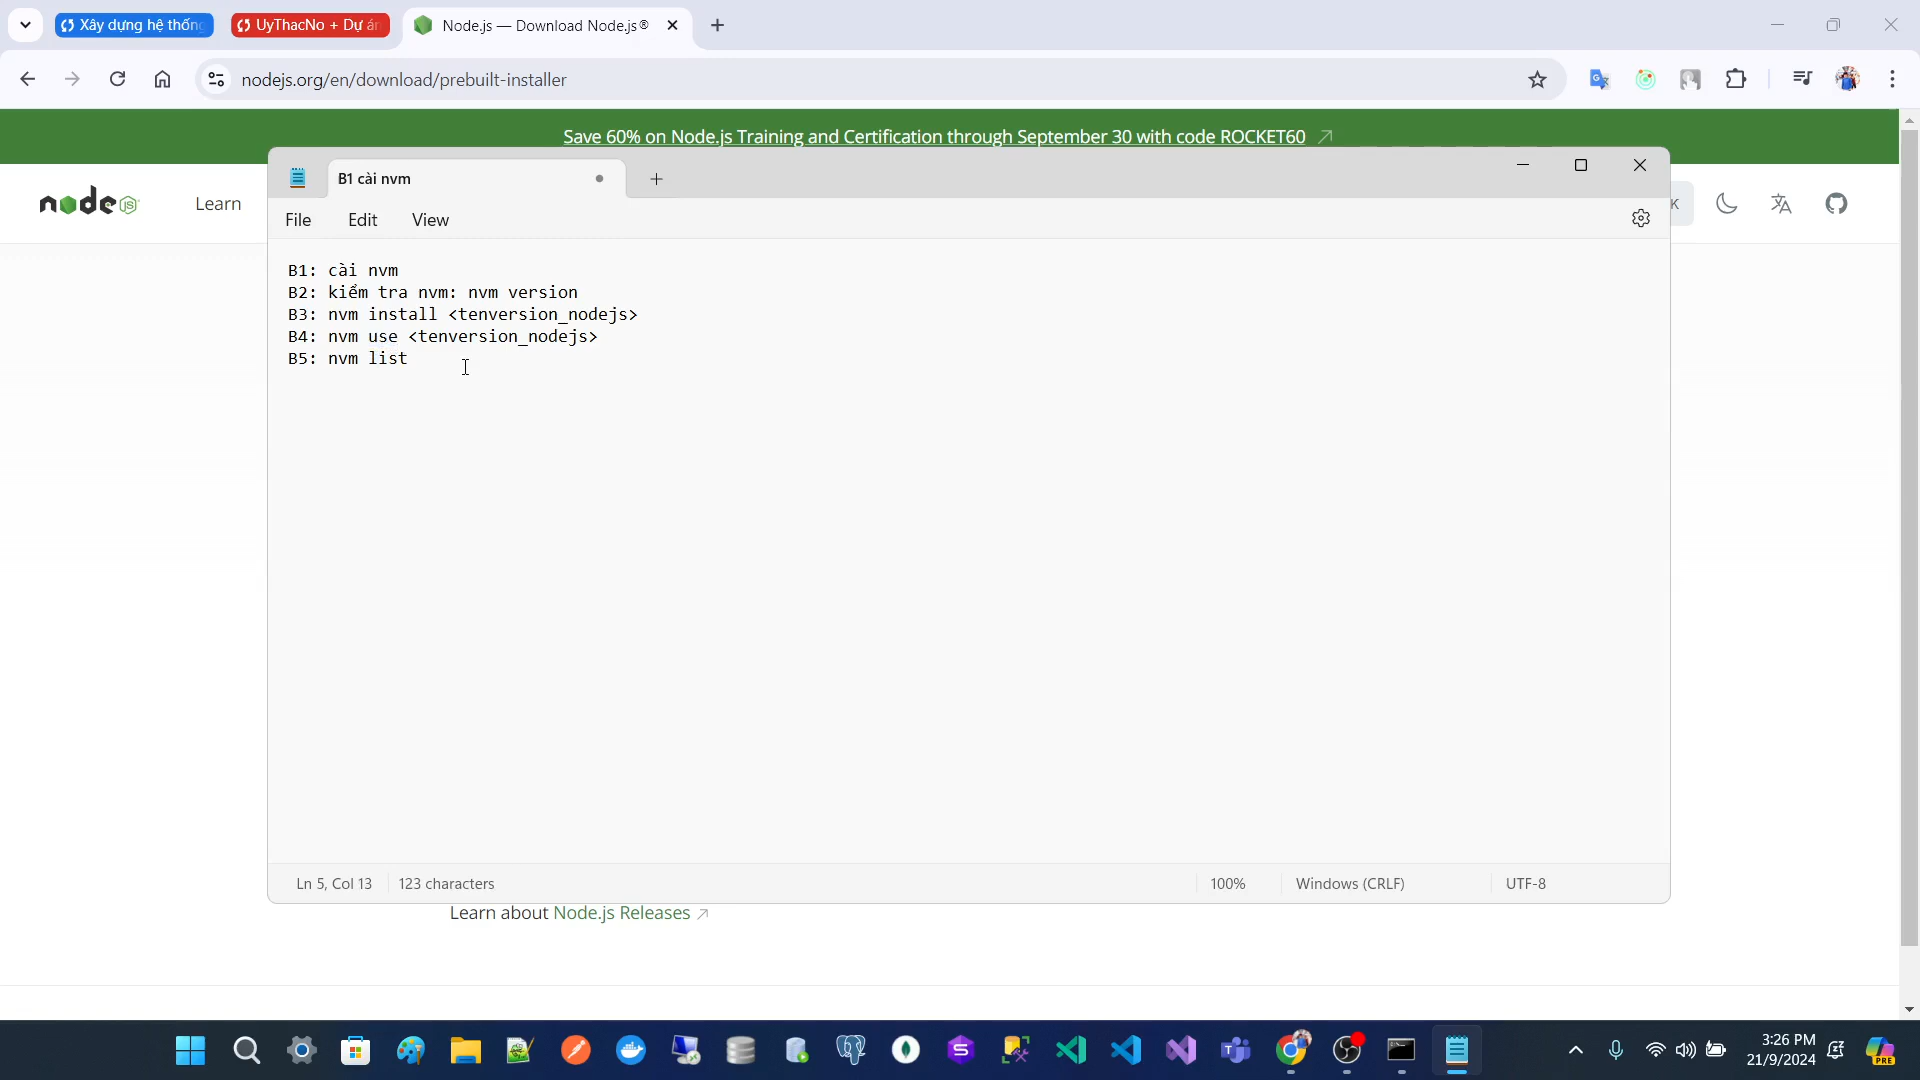 Xây dựng hệ thốn
UyThacNo + Dự á
Node.js — Download Node.js®
nodejs.org/en/download/prebuilt-installer
Save 60% on Node.js Training and Certification through September 30 with code ROCKET60
node JS
Learn
K
B1 cài nvm
File
Edit
View
B1: cài nvm
B2: kiểm tra nvm: nvm version
B3: nvm install <tenversion_nodejs>
B4: nvm use <tenversion_nodejs>
B5: nvm list
Ln 5, Col 13
123 characters
100%
Windows (CRLF)
UTF-8
Learn about Node.js Releases
3:26 PM
21/9/2024
PRE